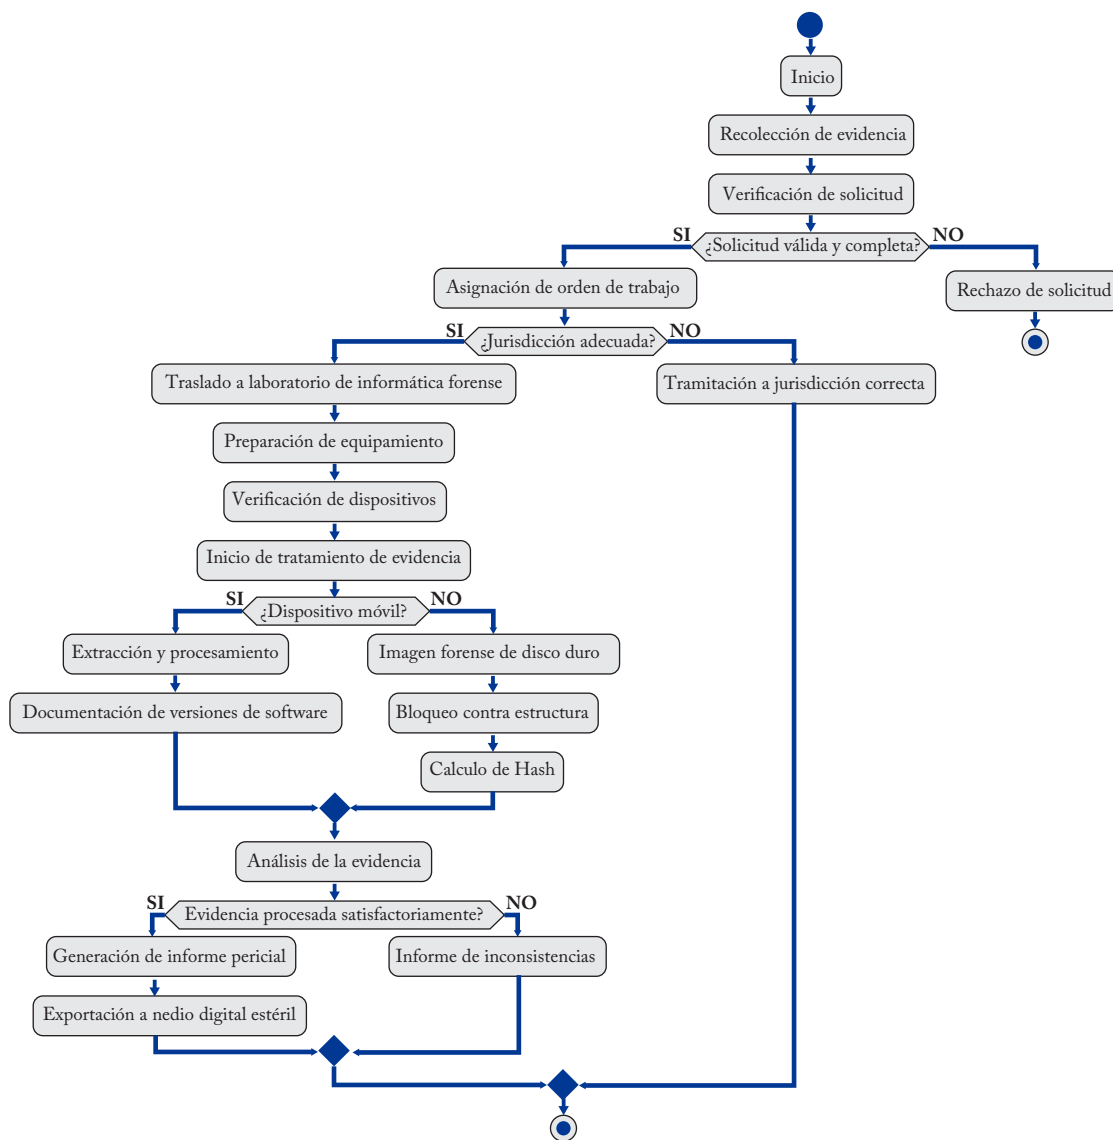 Inicio
Recolección de evidencia
Verificación de solicitud
SI
¿Solicitud válida y completa?
NO
Asignación de orden de trabajo
Rechazo de solicitud
SI
¿Jurisdicción adecuada?
NO
Traslado a laboratorio de informática forense
Tramitación a jurisdicción correcta
Preparación de equipamiento
Verificación de dispositivos
Inicio de tratamiento de evidencia
SI
¿Dispositivo móvil?
NO
Extracción y procesamiento
Imagen forense de disco duro
Documentación de versiones de software
Bloqueo contra estructura
Calculo de Hash
Análisis de la evidencia
SI
Evidencia procesada satisfactoriamente?
NO
Generación de informe pericial
Informe de inconsistencias
Exportación a nedio digital estéril